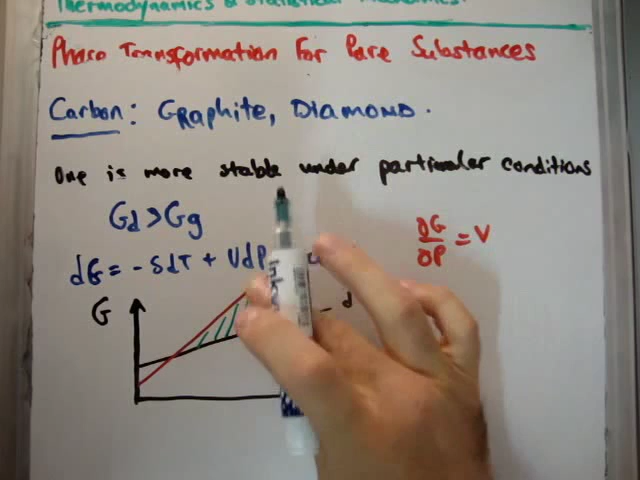 Thermodynamics & Statistical Mechanics.
Phase Transformation For Pure Substances
Carbon: Graphite, Diamond.
One is more stable under particular conditions
Gd > Gg
dG = -SdT + VdP
∂G/∂P = V
G
d